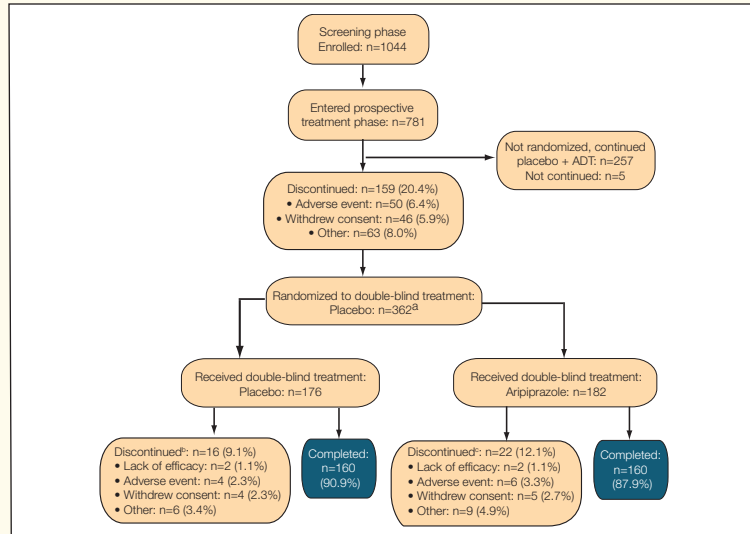 Screening phase
Enrolled: n=1044
Entered prospective
treatment phase: n=781
Not randomized, continued
placebo + ADT: n=257
Not continued: n=5
Discontinued: n=159 (20.4%)
• Adverse event: n=50 (6.4%)
• Withdrew consent: n=46 (5.9%)
• Other: n=63 (8.0%)
Randomized to double-blind treatment:
Placebo: n=362ª
Received double-blind treatment:
Placebo: n=176
Received double-blind treatment:
Aripiprazole: n=182
Discontinuedᵇ: n=16 (9.1%)
• Lack of efficacy: n=2 (1.1%)
• Adverse event: n=4 (2.3%)
• Withdrew consent: n=4 (2.3%)
• Other: n=6 (3.4%)
Completed:
n=160
(90.9%)
Discontinuedᶜ: n=22 (12.1%)
• Lack of efficacy: n=2 (1.1%)
• Adverse event: n=6 (3.3%)
• Withdrew consent: n=5 (2.7%)
• Other: n=9 (4.9%)
Completed:
n=160
(87.9%)